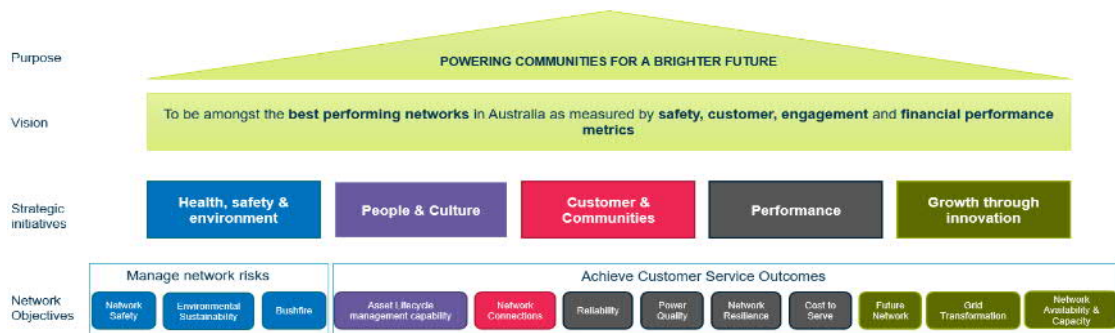 Purpose
POWERING COMMUNITIES FOR A BRIGHTER FUTURE
Vision
To be amongst the best performing networks in Australia as measured by safety, customer, engagement and financial performance
metrics
Strategic
initiatives
Health, safety &
environment
People & Culture
Customer &
Communities
Performance
Growth through
innovation
Manage network risks
Achieve Customer Service Outcomes
Network
Objectives
Network
Safety
Environmental
Sustainability
Bushfire
Asset Lifecycle
management capability
Network
Connections
Reliability
Power
Quality
Network
Resilience
Cost to
Serve
Future
Network
Grid
Transformation
Network
Availability &
Capacity